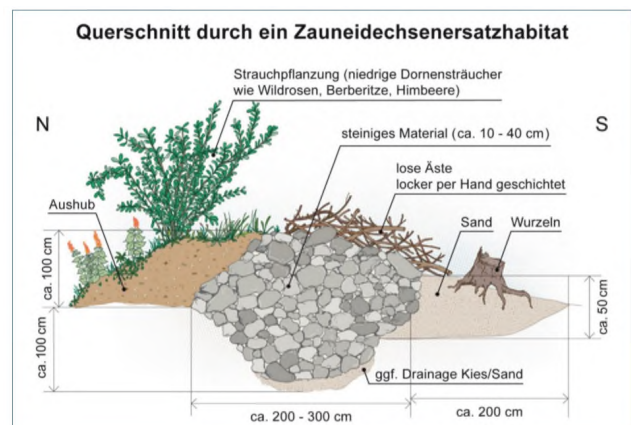 Querschnitt durch ein Zauneidechsenersatzhabitat
Strauchpflanzung (niedrige Dornensträucher
wie Wildrosen, Berberitze, Himbeere)
N
S
steiniges Material (ca. 10 - 40 cm)
lose Äste
locker per Hand geschichtet
Aushub
Sand
Wurzeln
ca. 100 cm
ca. 50 cm
ca. 100 cm
ggf. Drainage Kies/Sand
ca. 200 - 300 cm
ca. 200 cm